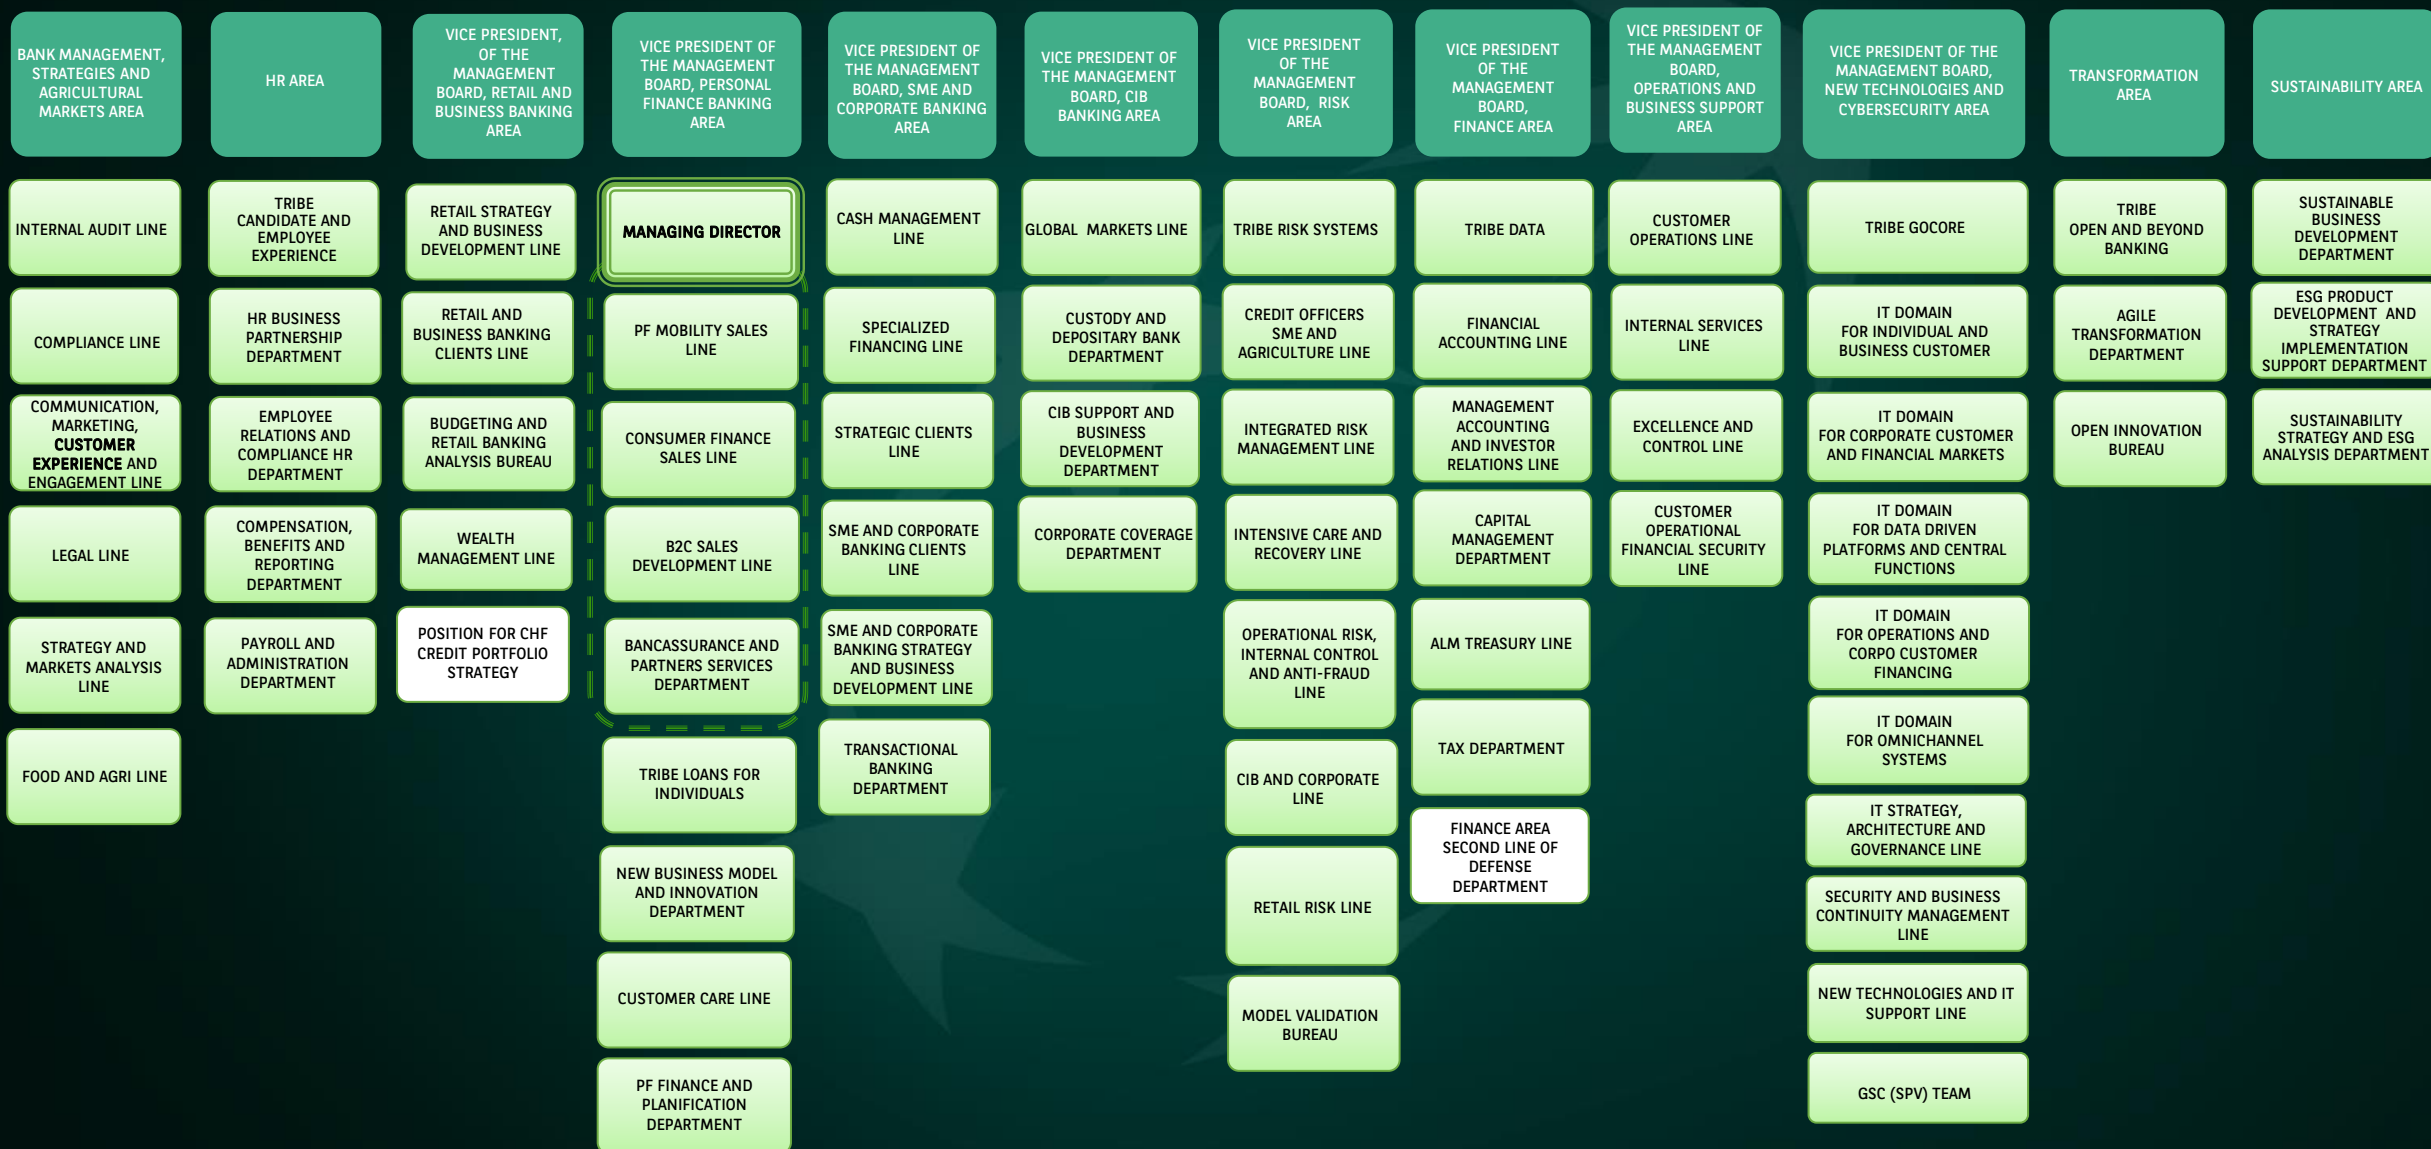 BANK MANAGEMENT,
STRATEGIES AND
AGRICULTURAL
MARKETS AREA
HR AREA
VICE PRESIDENT,
OF THE
MANAGEMENT
BOARD, RETAIL AND
BUSINESS BANKING
AREA
VICE PRESIDENT OF
THE MANAGEMENT
BOARD, PERSONAL
FINANCE BANKING
AREA
VICE PRESIDENT OF
THE MANAGEMENT
BOARD, SME AND
CORPORATE BANKING
AREA
VICE PRESIDENT OF
THE MANAGEMENT
BOARD, CIB
BANKING AREA
VICE PRESIDENT
OF THE
MANAGEMENT
BOARD, RISK
AREA
VICE PRESIDENT
OF THE
MANAGEMENT
BOARD,
FINANCE AREA
VICE PRESIDENT OF
THE MANAGEMENT
BOARD,
OPERATIONS AND
BUSINESS SUPPORT
AREA
VICE PRESIDENT OF THE
MANAGEMENT BOARD,
NEW TECHNOLOGIES AND
CYBERSECURITY AREA
TRANSFORMATION
AREA
SUSTAINABILITY AREA
INTERNAL AUDIT LINE
COMPLIANCE LINE
COMMUNICATION,
MARKETING,
CUSTOMER
EXPERIENCE AND
ENGAGEMENT LINE
LEGAL LINE
STRATEGY AND
MARKETS ANALYSIS
LINE
FOOD AND AGRI LINE
TRIBE
CANDIDATE AND
EMPLOYEE
EXPERIENCE
HR BUSINESS
PARTNERSHIP
DEPARTMENT
EMPLOYEE
RELATIONS AND
COMPLIANCE HR
DEPARTMENT
COMPENSATION,
BENEFITS AND
REPORTING
DEPARTMENT
PAYROLL AND
ADMINISTRATION
DEPARTMENT
RETAIL STRATEGY
AND BUSINESS
DEVELOPMENT LINE
RETAIL AND
BUSINESS BANKING
CLIENTS LINE
BUDGETING AND
RETAIL BANKING
ANALYSIS BUREAU
WEALTH
MANAGEMENT LINE
POSITION FOR CHF
CREDIT PORTFOLIO
STRATEGY
MANAGING DIRECTOR
PF MOBILITY SALES
LINE
CONSUMER FINANCE
SALES LINE
B2C SALES
DEVELOPMENT LINE
BANCASSURANCE AND
PARTNERS SERVICES
DEPARTMENT
TRIBE LOANS FOR
INDIVIDUALS
NEW BUSINESS MODEL
AND INNOVATION
DEPARTMENT
CUSTOMER CARE LINE
PF FINANCE AND
PLANIFICATION
DEPARTMENT
CASH MANAGEMENT
LINE
SPECIALIZED
FINANCING LINE
STRATEGIC CLIENTS
LINE
SME AND CORPORATE
BANKING CLIENTS
LINE
SME AND CORPORATE
BANKING STRATEGY
AND BUSINESS
DEVELOPMENT LINE
TRANSACTIONAL
BANKING
DEPARTMENT
GLOBAL MARKETS LINE
CUSTODY AND
DEPOSITARY BANK
DEPARTMENT
CIB SUPPORT AND
BUSINESS
DEVELOPMENT
DEPARTMENT
CORPORATE COVERAGE
DEPARTMENT
TRIBE RISK SYSTEMS
CREDIT OFFICERS
SME AND
AGRICULTURE LINE
INTEGRATED RISK
MANAGEMENT LINE
INTENSIVE CARE AND
RECOVERY LINE
OPERATIONAL RISK,
INTERNAL CONTROL
AND ANTI-FRAUD
LINE
CIB AND CORPORATE
LINE
RETAIL RISK LINE
MODEL VALIDATION
BUREAU
TRIBE DATA
FINANCIAL
ACCOUNTING LINE
MANAGEMENT
ACCOUNTING
AND INVESTOR
RELATIONS LINE
CAPITAL
MANAGEMENT
DEPARTMENT
ALM TREASURY LINE
TAX DEPARTMENT
FINANCE AREA
SECOND LINE OF
DEFENSE
DEPARTMENT
CUSTOMER
OPERATIONS LINE
INTERNAL SERVICES
LINE
EXCELLENCE AND
CONTROL LINE
CUSTOMER
OPERATIONAL
FINANCIAL SECURITY
LINE
TRIBE GOCORE
IT DOMAIN
FOR INDIVIDUAL AND
BUSINESS CUSTOMER
IT DOMAIN
FOR CORPORATE CUSTOMER
AND FINANCIAL MARKETS
IT DOMAIN
FOR DATA DRIVEN
PLATFORMS AND CENTRAL
FUNCTIONS
IT DOMAIN
FOR OPERATIONS AND
CORPO CUSTOMER
FINANCING
IT DOMAIN
FOR OMNICHANNEL
SYSTEMS
IT STRATEGY,
ARCHITECTURE AND
GOVERNANCE LINE
SECURITY AND BUSINESS
CONTINUITY MANAGEMENT
LINE
NEW TECHNOLOGIES AND IT
SUPPORT LINE
GSC (SPV) TEAM
TRIBE
OPEN AND BEYOND
BANKING
AGILE
TRANSFORMATION
DEPARTMENT
OPEN INNOVATION
BUREAU
SUSTAINABLE
BUSINESS
DEVELOPMENT
DEPARTMENT
ESG PRODUCT
DEVELOPMENT AND
STRATEGY
IMPLEMENTATION
SUPPORT DEPARTMENT
SUSTAINABILITY
STRATEGY AND ESG
ANALYSIS DEPARTMENT